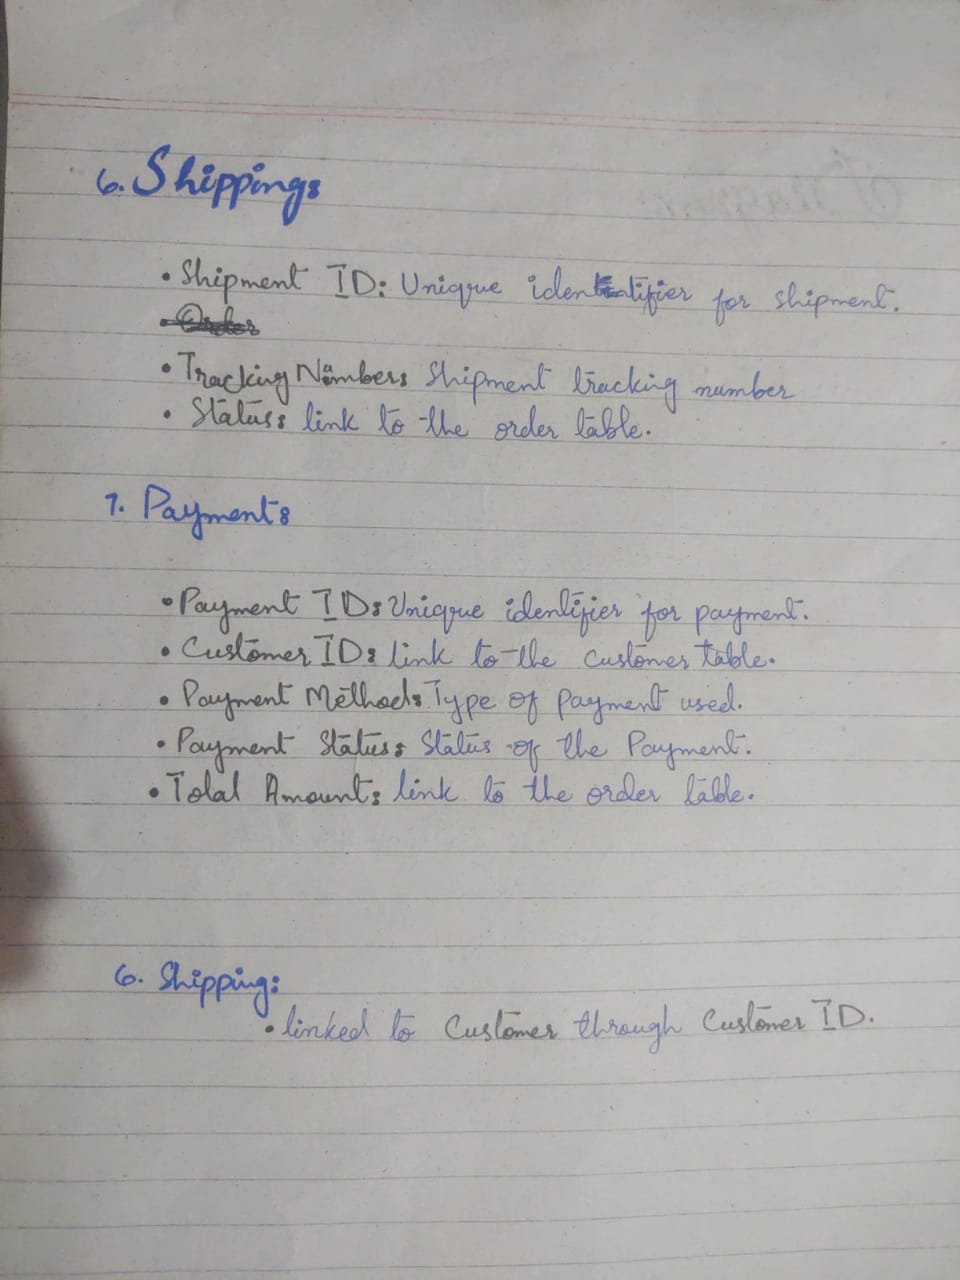 6. Shipping:
• Shipment ID: Unique identifier for shipment.
• Order
• Tracking Number: Shipment tracking number
• Status: link to the order table.
7. Payment:
• Payment ID: Unique identifier for payment.
• Customer ID: link to the customer table.
• Payment Method: Type of payment used.
• Payment Status: Status of the Payment.
• Total Amount: link to the order table.
6. Shipping:
• linked to Customer through Customer ID.